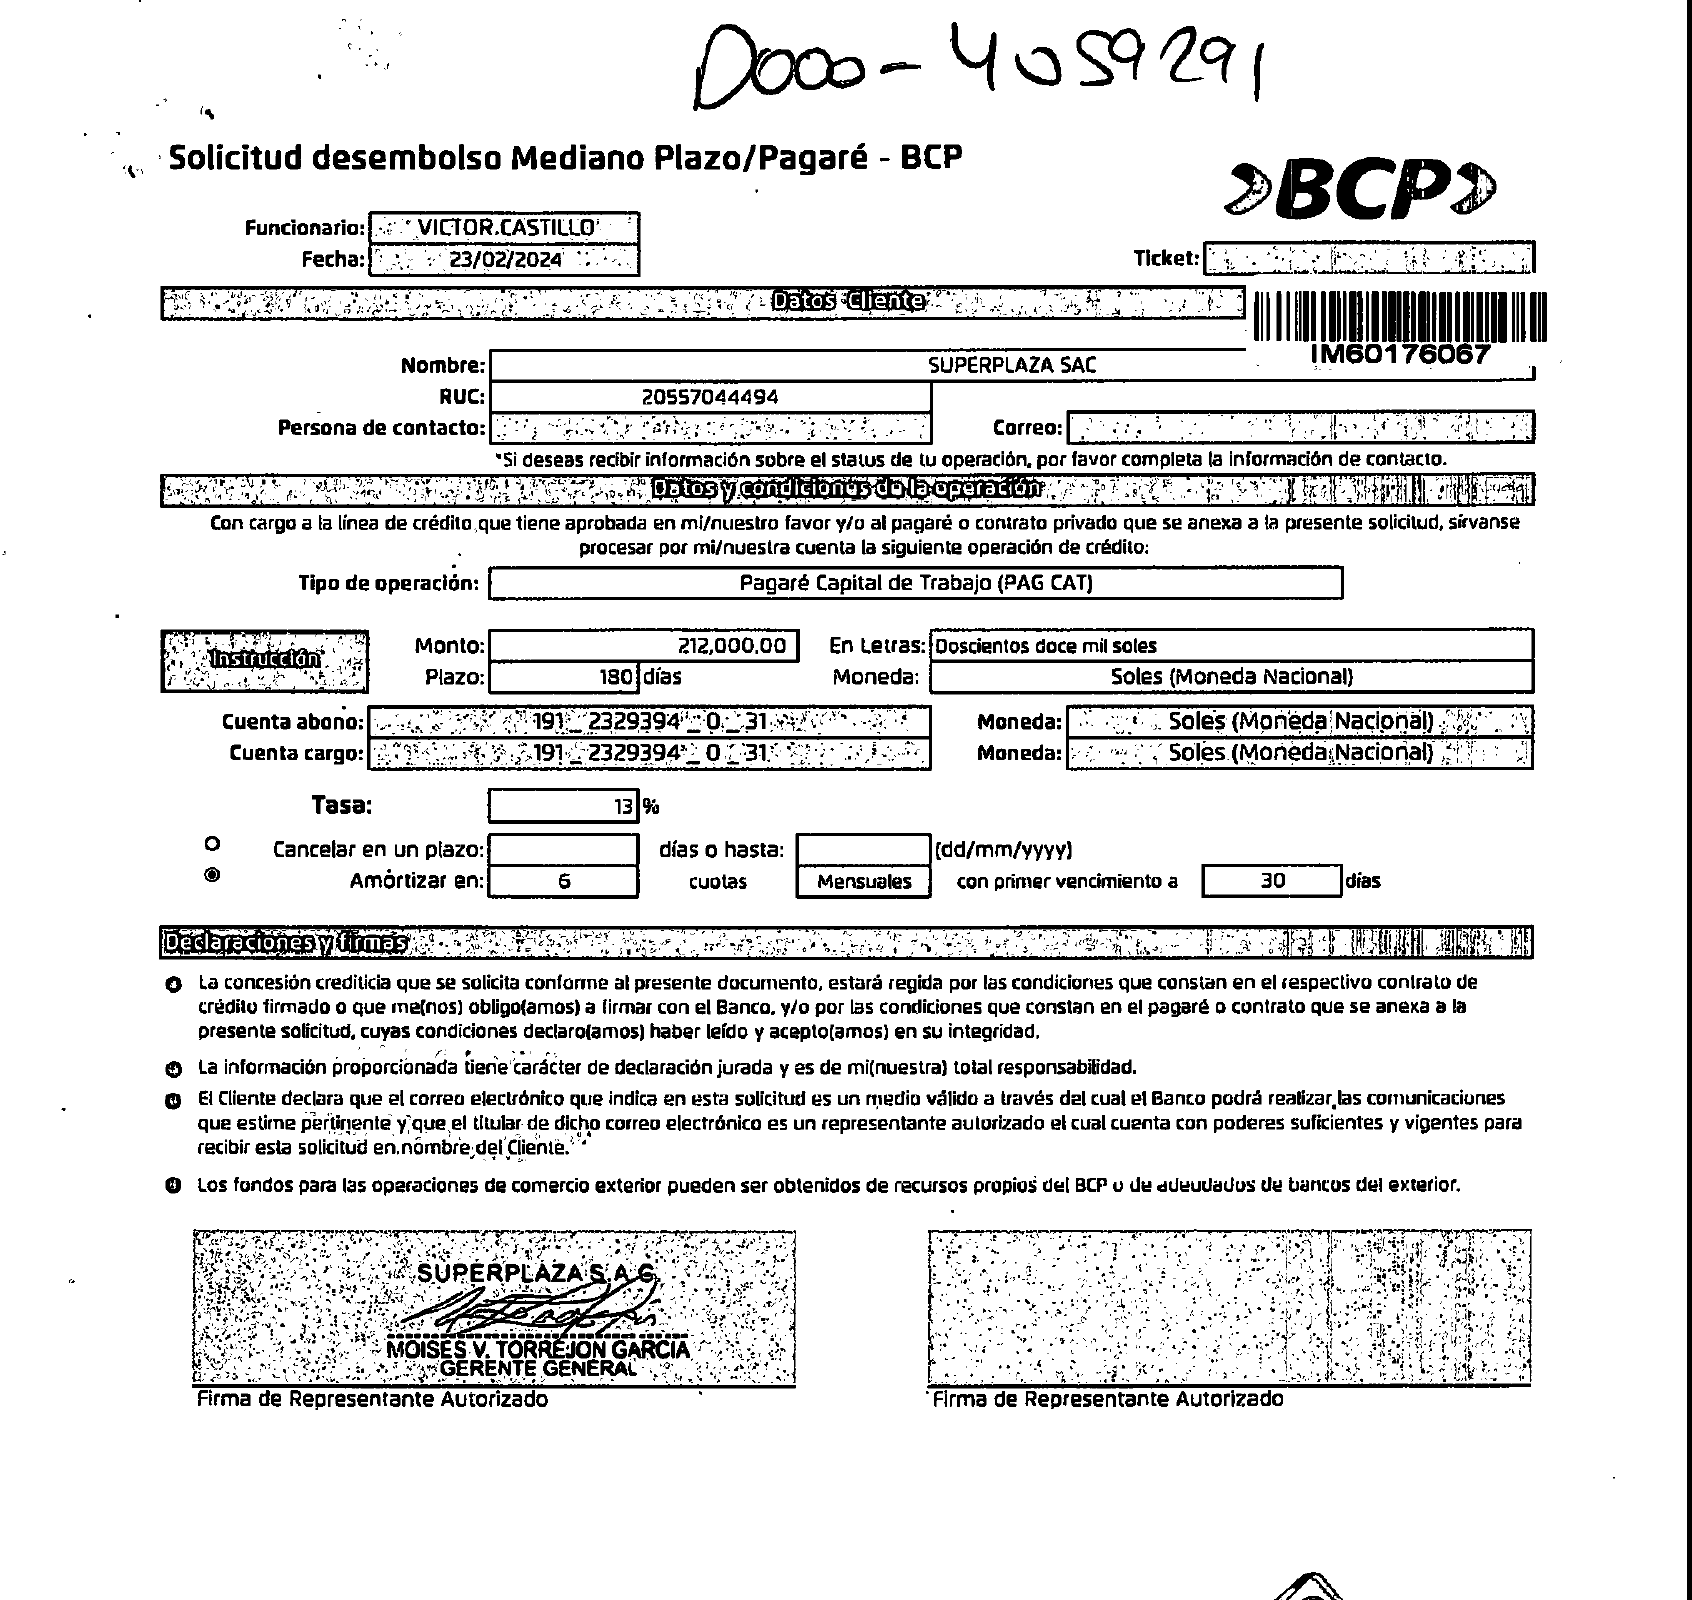 D000-4059291
Solicitud desembolso Mediano Plazo/Pagaré - BCP
BCP
Funcionario: VICTOR.CASTILLO
Fecha: 23/02/2024
Ticket:
Datos Cliente
IM60176067
Nombre: SUPERPLAZA SAC
RUC: 20557044494
Persona de contacto: Correo:
*Si deseas recibir información sobre el status de tu operación, por favor completa la información de contacto.
Datos y condiciones de la operación
Con cargo a la línea de crédito que tiene aprobada en mi/nuestro favor y/o al pagaré o contrato privado que se anexa a la presente solicitud, sírvanse
procesar por mi/nuestra cuenta la siguiente operación de crédito:
Tipo de operación: Pagaré Capital de Trabajo (PAG CAT)
Instrucción
Monto: 212,000.00 En Letras: Doscientos doce mil soles
Plazo: 180 días Moneda: Soles (Moneda Nacional)
Cuenta abono: 191_ 2329394_ 0_ 31 Moneda: Soles (Moneda Nacional)
Cuenta cargo: 191_ 2329394_ 0_ 31 Moneda: Soles (Moneda Nacional)
Tasa: 13 %
Cancelar en un plazo: días o hasta: (dd/mm/yyyy)
Amortizar en: 6 cuotas Mensuales con primer vencimiento a 30 días
Declaraciones y firmas
La concesión crediticia que se solicita conforme al presente documento, estará regida por las condiciones que constan en el respectivo contrato de
crédito firmado o que me(nos) obligo(amos) a firmar con el Banco, y/o por las condiciones que constan en el pagaré o contrato que se anexa a la
presente solicitud, cuyas condiciones declaro(amos) haber leído y acepto(amos) en su integridad.
La información proporcionada tiene carácter de declaración jurada y es de mi(nuestra) total responsabilidad.
El Cliente declara que el correo electrónico que indica en esta solicitud es un medio válido a través del cual el Banco podrá realizar las comunicaciones
que estime pertinente y que el titular de dicho correo electrónico es un representante autorizado el cual cuenta con poderes suficientes y vigentes para
recibir esta solicitud en nombre del Cliente.
Los fondos para las operaciones de comercio exterior pueden ser obtenidos de recursos propios del BCP o de adeudados de bancos del exterior.
SUPERPLAZA S.A.C.
MOISES V. TORREJON GARCIA
GERENTE GENERAL
Firma de Representante Autorizado
Firma de Representante Autorizado